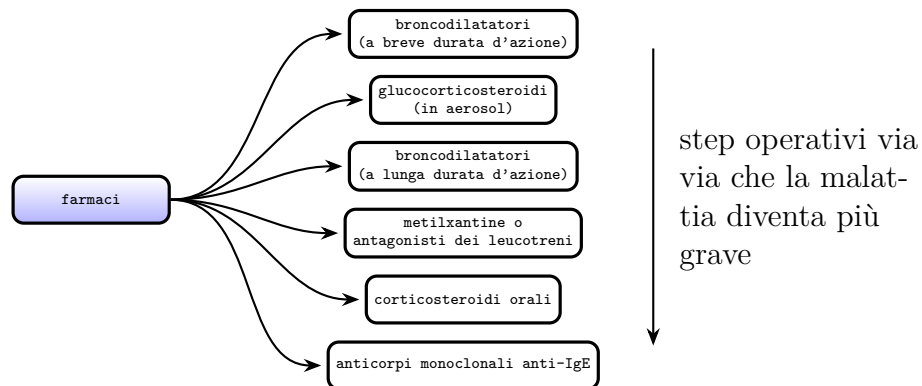 broncodilatatori
(a breve durata d'azione)
glucocorticosteroidi
(in aerosol)
broncodilatatori
(a lunga durata d'azione)
farmaci
metilxantine o
antagonisti dei leucotreni
corticosteroidi orali
anticorpi monoclonali anti-IgE
step operativi via
via che la malat-
tia diventa più
grave